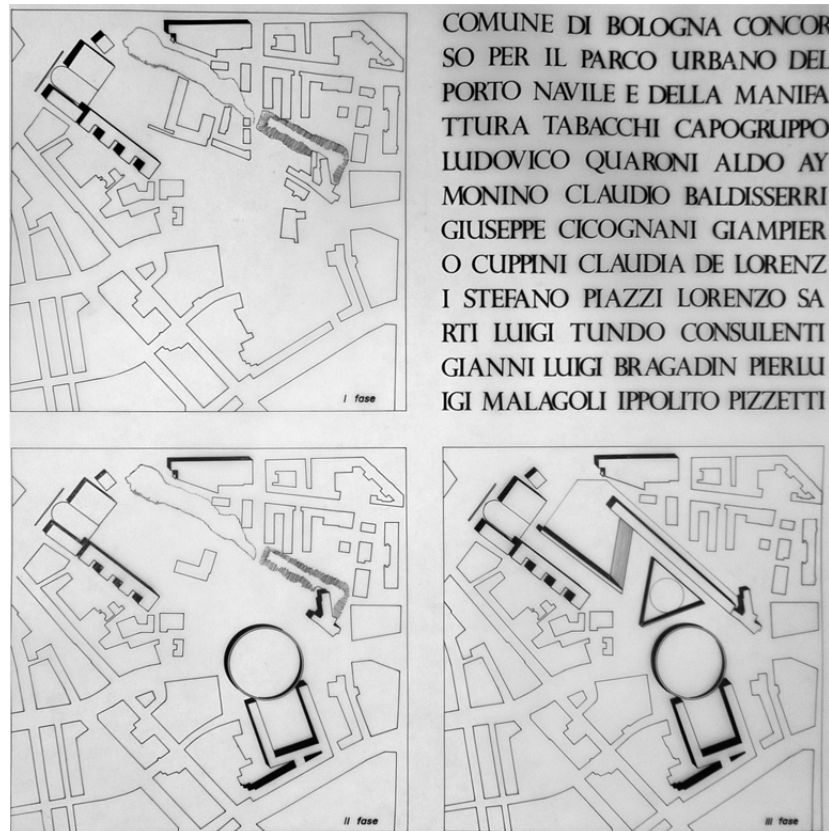 COMUNE DI BOLOGNA CONCOR
SO PER IL PARCO URBANO DEL
PORTO NAVILE E DELLA MANIFA
TTURA TABACCHI CAPOGRUPPO
LUDOVICO QUARONI ALDO AY
MONINO CLAUDIO BALDISSERRI
GIUSEPPE CICOGNANI GIAMPIER
O CUPPINI CLAUDIA DE LORENZ
I STEFANO PIAZZI LORENZO SA
RTI LUIGI TUNDO CONSULENTI
GIANNI LUIGI BRAGADIN PIERLU
IGI MALAGOLI IPPOLITO PIZZETTI
I fase
II fase
III fase